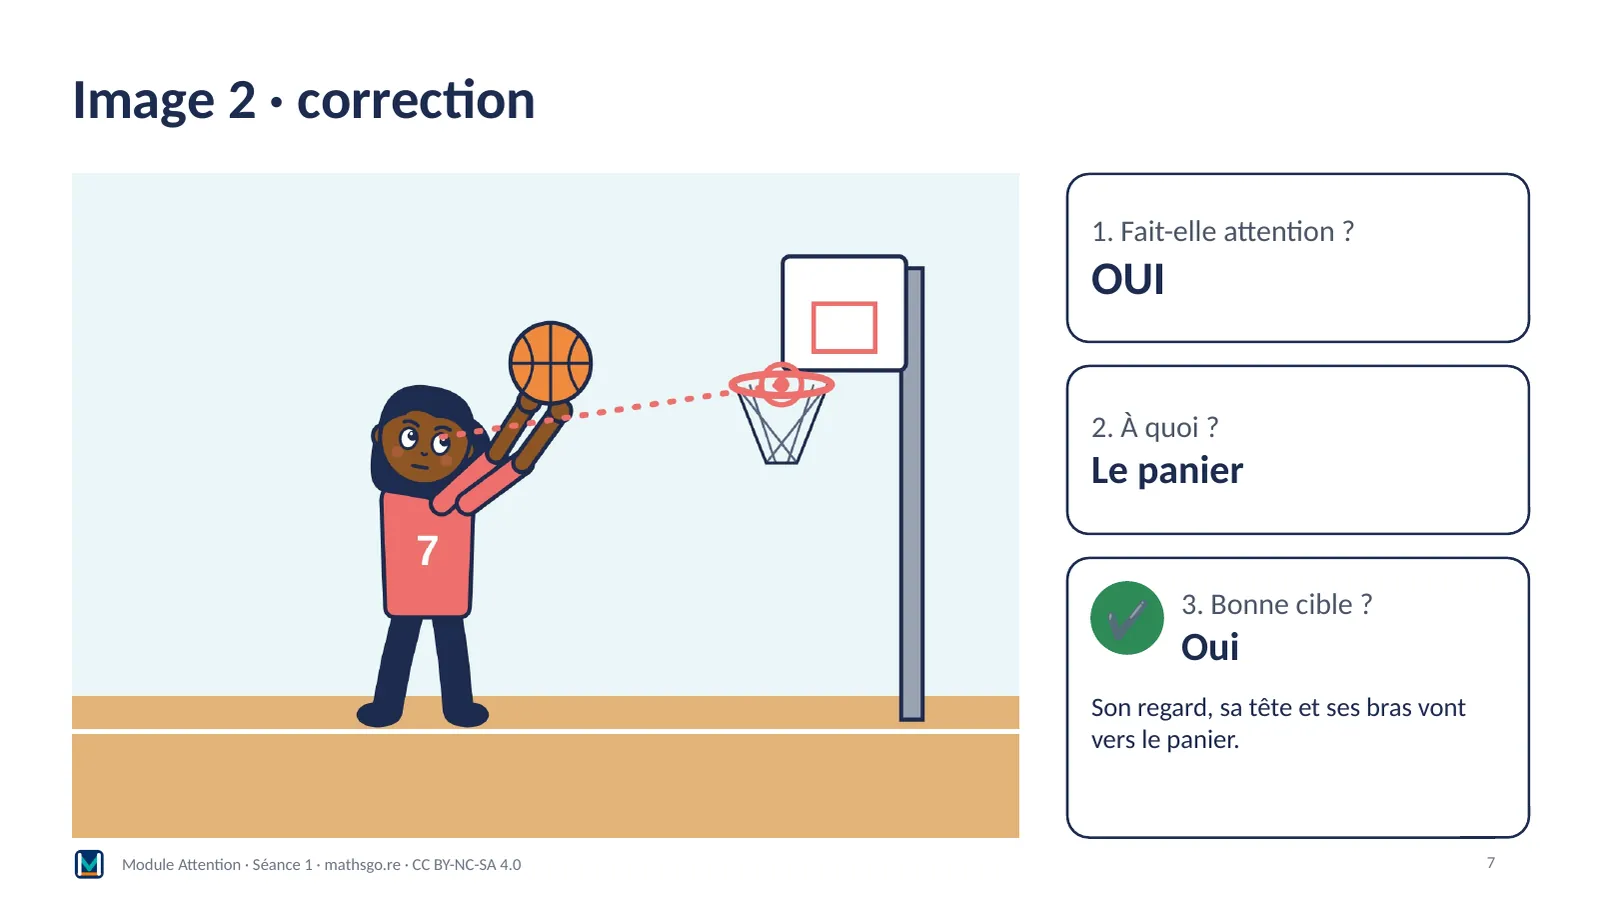 Image 2 · correction
7
1. Fait-elle attention ?
OUI
2. À quoi ?
Le panier
3. Bonne cible ?
Oui
Son regard, sa tête et ses bras vont
vers le panier.
Module Attention · Séance 1 · mathsgo.re · CC BY-NC-SA 4.0
7